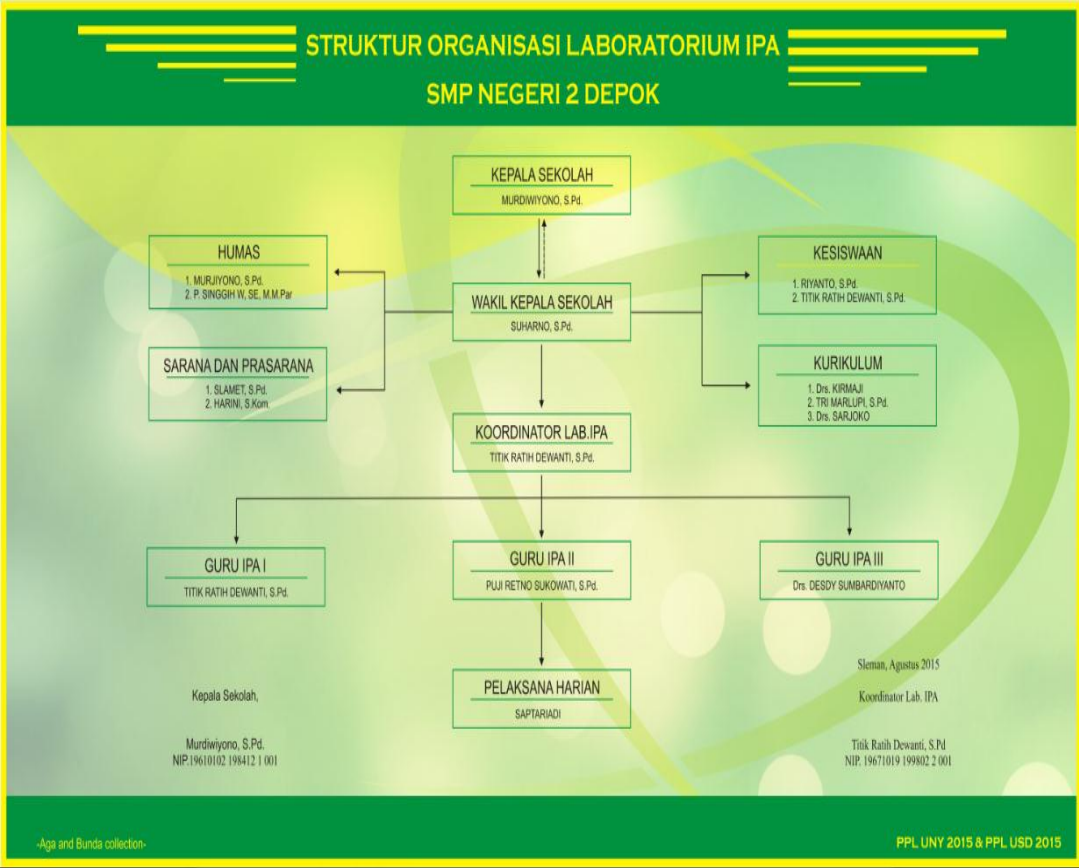 STRUKTUR ORGANISASI LABORATORIUM IPA
SMP NEGERI 2 DEPOK
KEPALA SEKOLAH
MURDIWIYONO, S.Pd.
HUMAS
1. MURJIYONO, S.Pd.
2. P. SINGGIH W, SE, M.M.Par
KESISWAAN
1. RIYANTO, S.Pd.
2. TITIK RATIH DEWANTI, S.Pd.
WAKIL KEPALA SEKOLAH
SUHARNO, S.Pd.
SARANA DAN PRASARANA
1. SLAMET, S.Pd.
2. HARINI, S.Kom.
KURIKULUM
1. Drs. KIRMAJI
2. TRI MARLUPI, S.Pd.
3. Drs. SARJOKO
KOORDINATOR LAB.IPA
TITIK RATIH DEWANTI, S.Pd.
GURU IPA I
TITIK RATIH DEWANTI, S.Pd.
GURU IPA II
PUJI RETNO SUKOWATI, S.Pd.
GURU IPA III
Drs. DESDY SUMBARDIYANTO
PELAKSANA HARIAN
SAPTARIADI
Kepala Sekolah,
Murdiwiyono, S.Pd.
NIP.19610102 198412 1 001
Sleman, Agustus 2015
Koordinator Lab. IPA
Titik Ratih Dewanti, S.Pd
NIP. 19671019 199802 2 001
-Aga and Bunda collection-
PPL UNY 2015 & PPL USD 2015